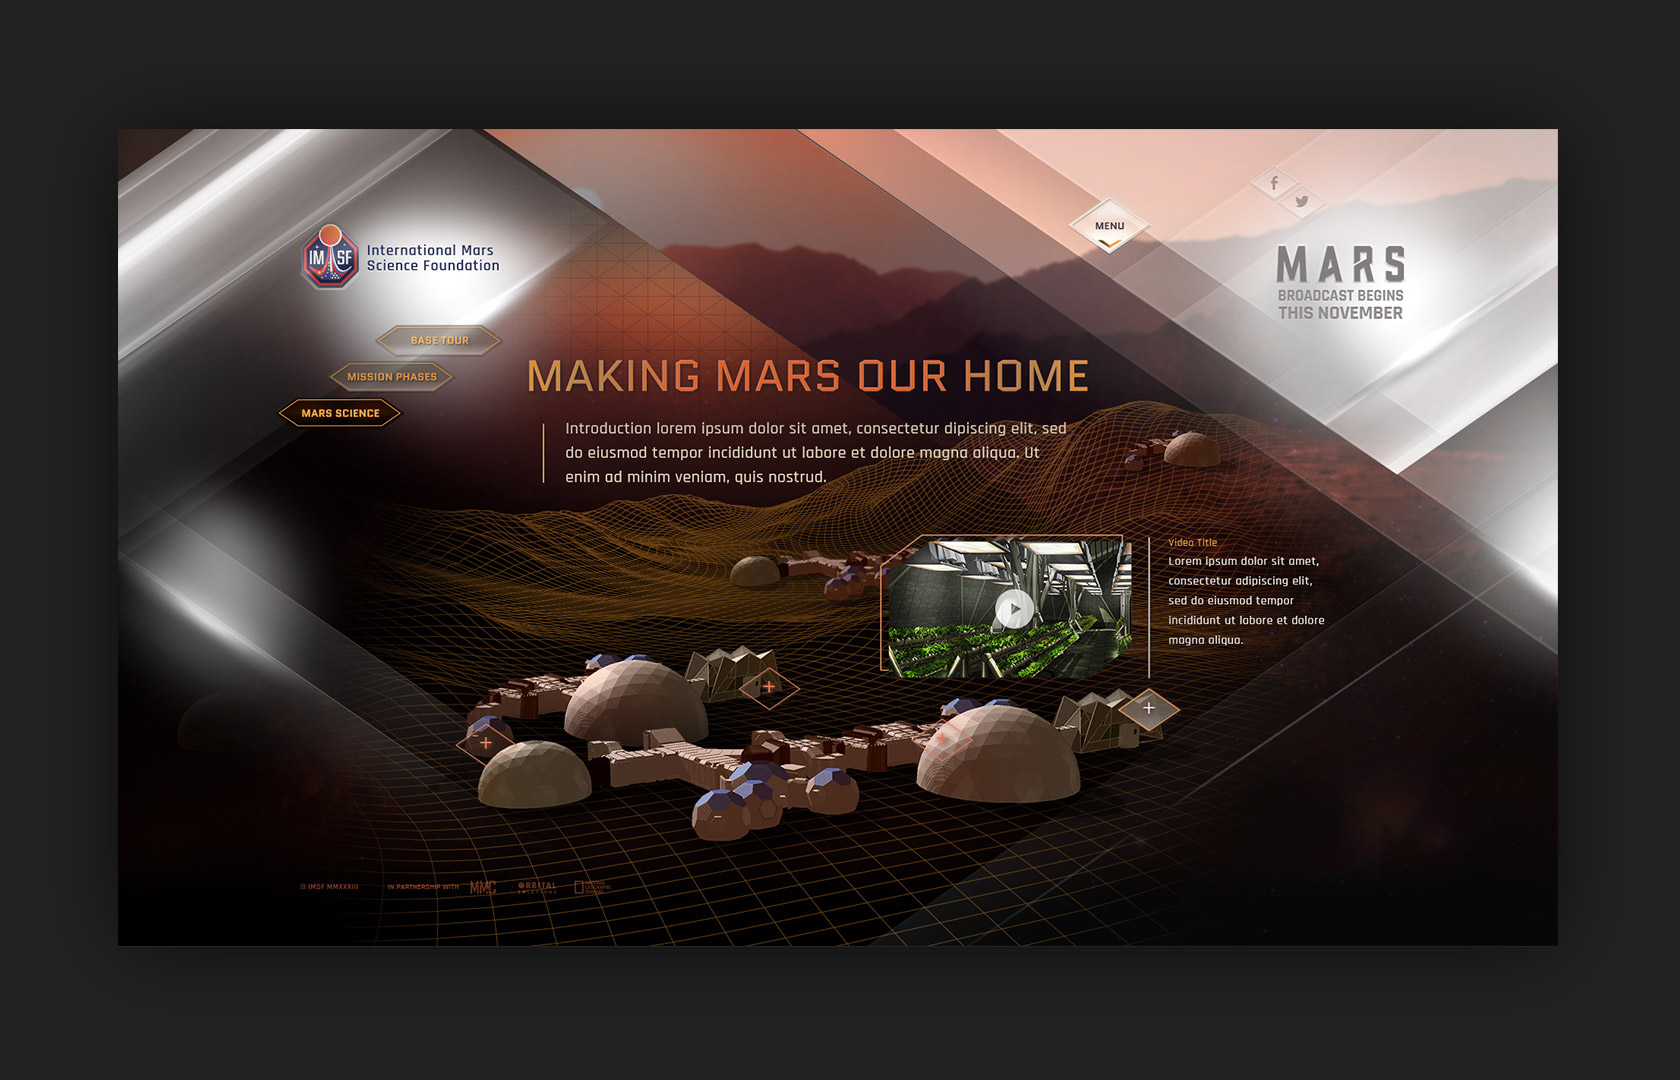 IM SF
International Mars
Science Foundation
MENU
MARS
BROADCAST BEGINS
THIS NOVEMBER
BASE TOUR
MISSION PHASES
MARS SCIENCE
MAKING MARS OUR HOME
Introduction lorem ipsum dolor sit amet, consectetur dipiscing elit, sed
do eiusmod tempor incididunt ut labore et dolore magna aliqua. Ut
enim ad minim veniam, quis nostrud.
Video Title
Lorem ipsum dolor sit amet,
consectetur adipiscing elit,
sed do eiusmod tempor
incididunt ut labore et dolore
magna aliqua.
© IMSF MMXXXIII
IN PARTNERSHIP WITH
MMC
ORBITAL